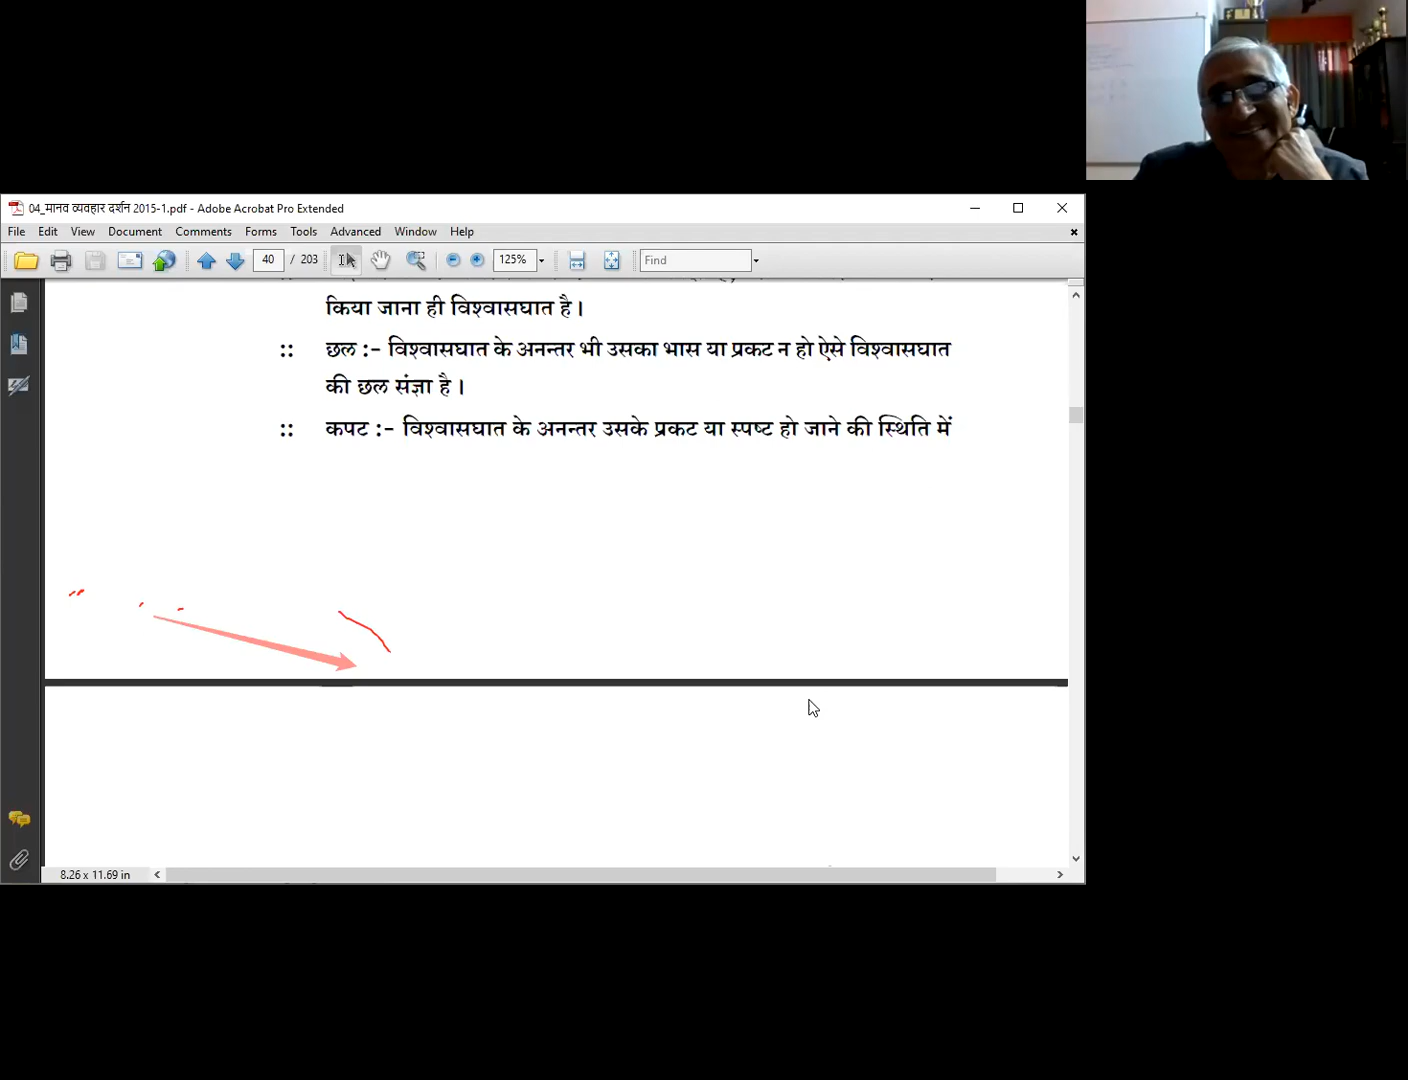 04_मानव व्यवहार दर्शन 2015-1.pdf - Adobe Acrobat Pro Extended
File Edit View Document Comments Forms Tools Advanced Window Help
40 / 203 125% Find
किया जाना ही विश्वासघात है।
:: छल :- विश्वासघात के अनन्तर भी उसका भास या प्रकट न हो ऐसे विश्वासघात
की छल संज्ञा है।
:: कपट :- विश्वासघात के अनन्तर उसके प्रकट या स्पष्ट हो जाने की स्थिति में
8.26 x 11.69 in